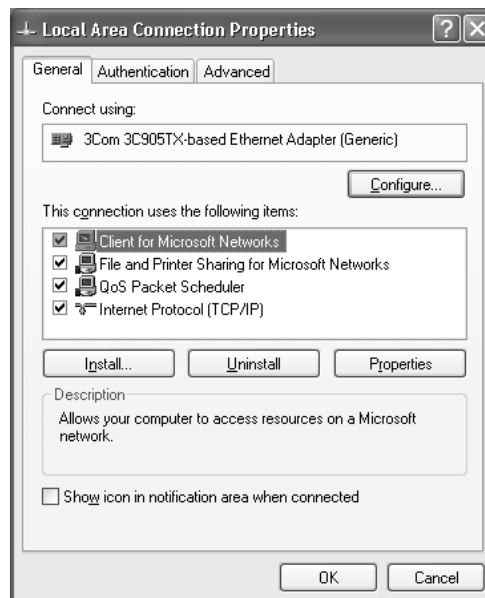 Local Area Connection Properties
General Authentication Advanced
Connect using:
3Com 3C905TX-based Ethernet Adapter (Generic)
Configure...
This connection uses the following items:
Client for Microsoft Networks
File and Printer Sharing for Microsoft Networks
QoS Packet Scheduler
Internet Protocol (TCP/IP)
Install... Uninstall Properties
Description
Allows your computer to access resources on a Microsoft
network.
Show icon in notification area when connected
OK Cancel